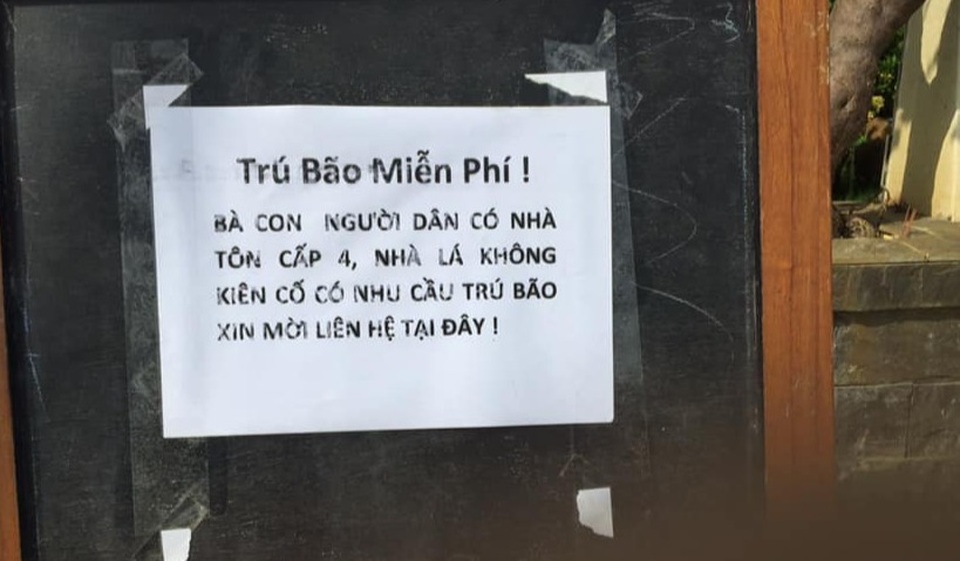 Trú Bão Miễn Phí !
BÀ CON NGƯỜI DÂN CÓ NHÀ
TÔN CẤP 4, NHÀ LÁ KHÔNG
KIÊN CỐ CÓ NHU CẦU TRÚ BÃO
XIN MỜI LIÊN HỆ TẠI ĐÂY !